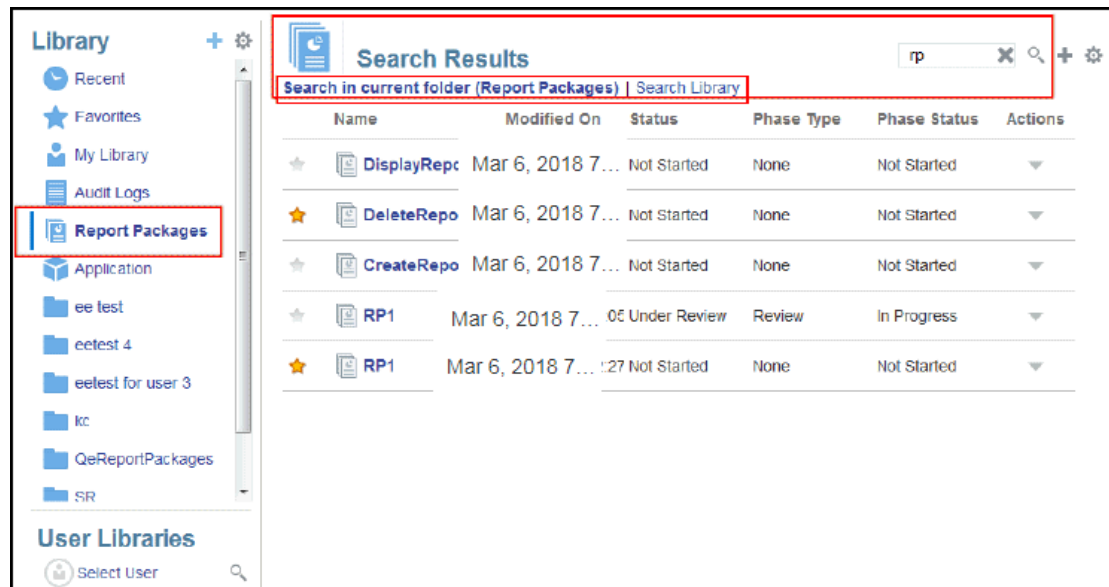 Library
Recent
Favorites
My Library
Audit Logs
Report Packages
Application
ee test
eetest 4
eetest for user 3
kc
QeReportPackages
SR
User Libraries
Select User
Search Results
rp
Search in current folder (Report Packages) | Search Library
Name Modified On Status Phase Type Phase Status Actions
DisplayRepo Mar 6, 2018 7... Not Started None Not Started
DeleteRepo Mar 6, 2018 7... Not Started None Not Started
CreateRepo Mar 6, 2018 7... Not Started None Not Started
RP1 Mar 6, 2018 7... :05 Under Review Review In Progress
RP1 Mar 6, 2018 7... :27 Not Started None Not Started